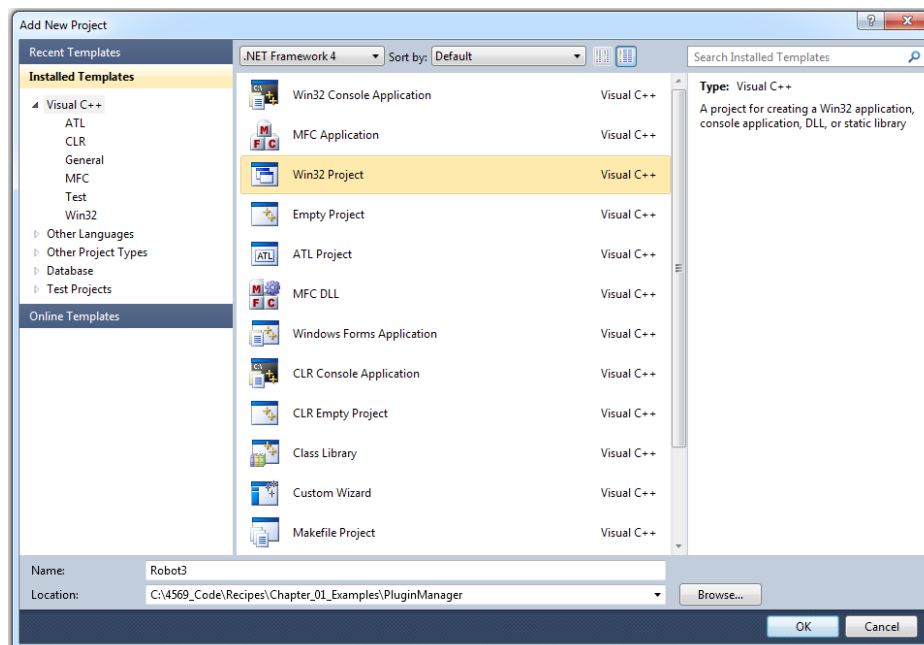 Add New Project
Recent Templates
.NET Framework 4 Sort by: Default Search Installed Templates
Installed Templates
Visual C++
ATL
CLR
General
MFC
Test
Win32
Other Languages
Other Project Types
Database
Test Projects
Online Templates
Win32 Console Application Visual C++
MFC Application Visual C++
Win32 Project Visual C++
Empty Project Visual C++
ATL Project Visual C++
MFC DLL Visual C++
Windows Forms Application Visual C++
CLR Console Application Visual C++
CLR Empty Project Visual C++
Class Library Visual C++
Custom Wizard Visual C++
Makefile Project Visual C++
Type: Visual C++
A project for creating a Win32 application,
console application, DLL, or static library
Name: Robot3
Location: C:\4569_Code\Recipes\Chapter_01_Examples\PluginManager Browse...
OK Cancel